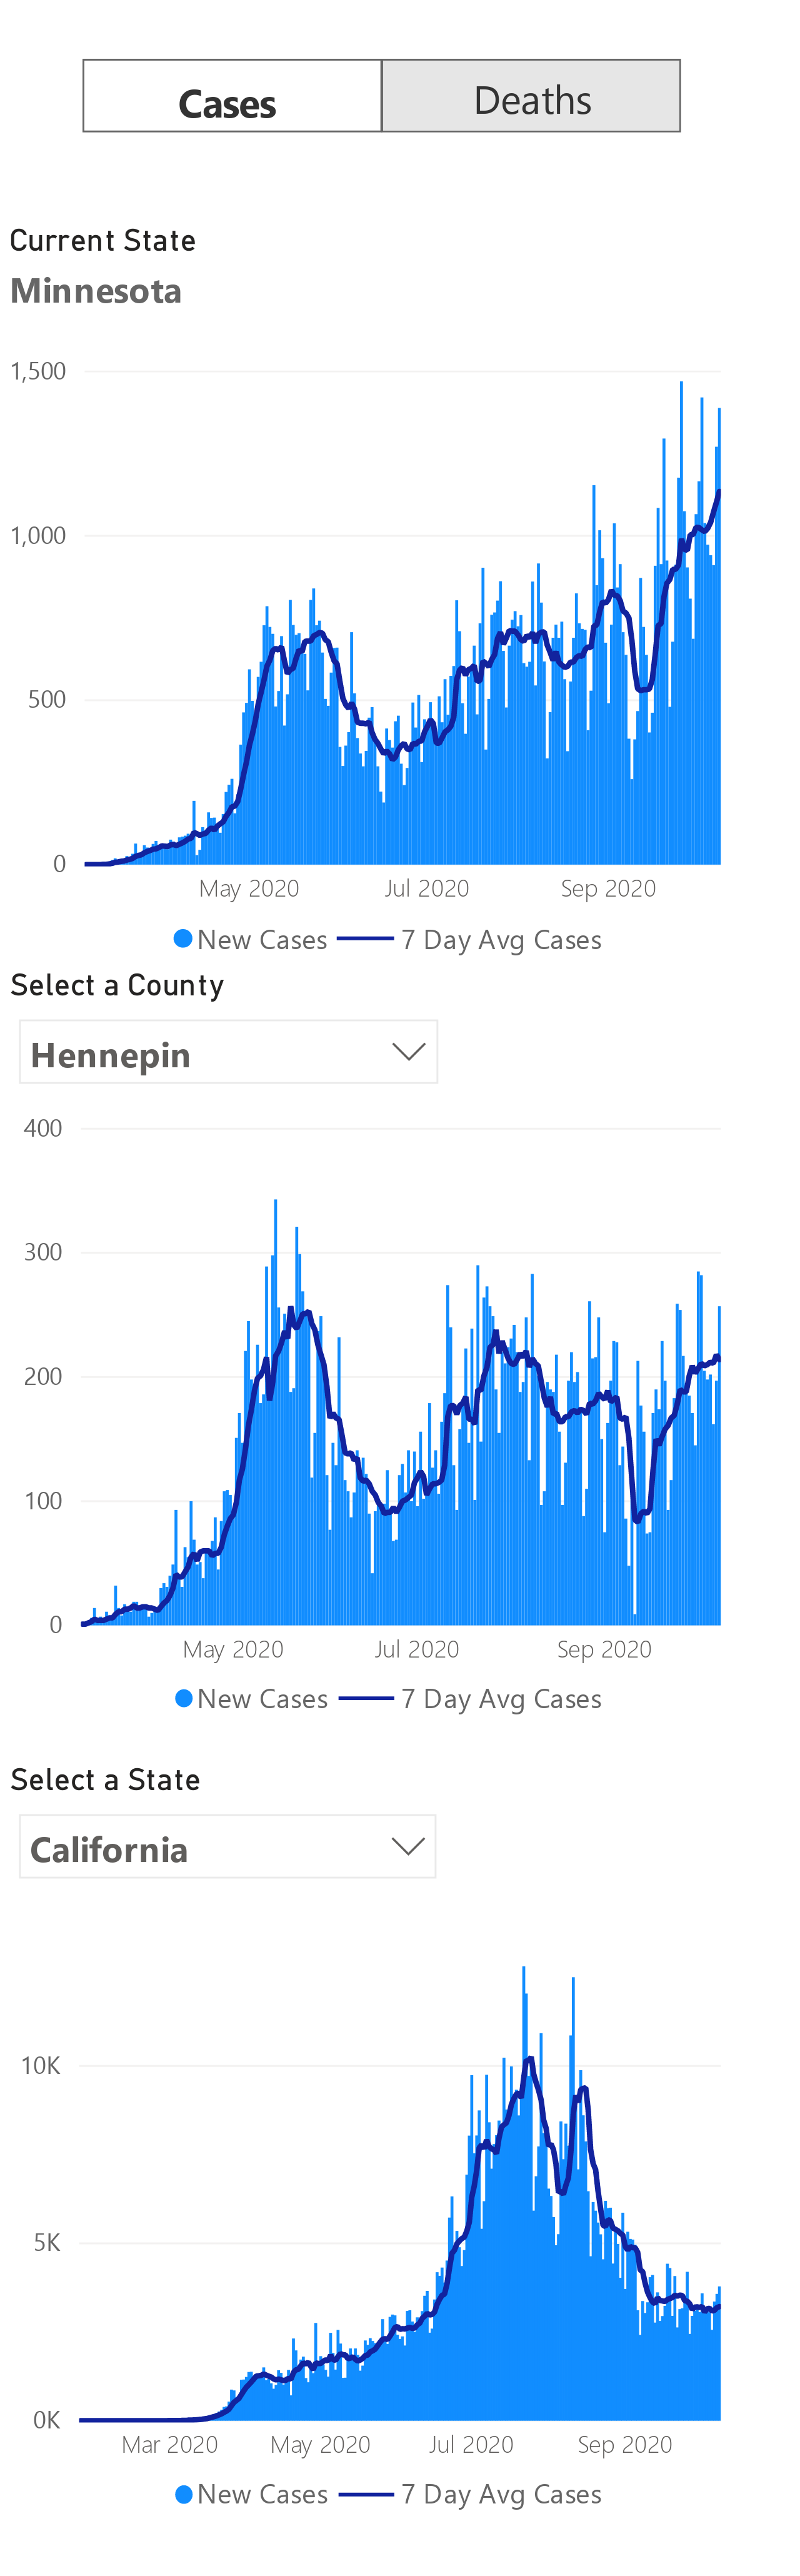 Cases Deaths
Current State
Minnesota
1,500
1,000
500
0
May 2020 Jul 2020 Sep 2020
New Cases 7 Day Avg Cases
Select a County
Hennepin
400
300
200
100
0
May 2020 Jul 2020 Sep 2020
New Cases 7 Day Avg Cases
Select a State
California
10K
5K
0K
Mar 2020 May 2020 Jul 2020 Sep 2020
New Cases 7 Day Avg Cases